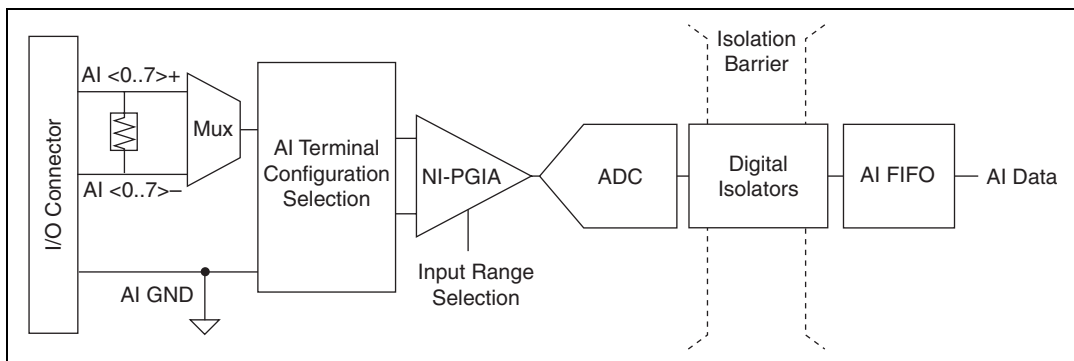 Isolation
Barrier
I/O Connector
AI <0..7>+
Mux
AI <0..7>–
AI GND
AI Terminal
Configuration
Selection
NI-PGIA
Input Range
Selection
ADC
Digital
Isolators
AI FIFO
AI Data